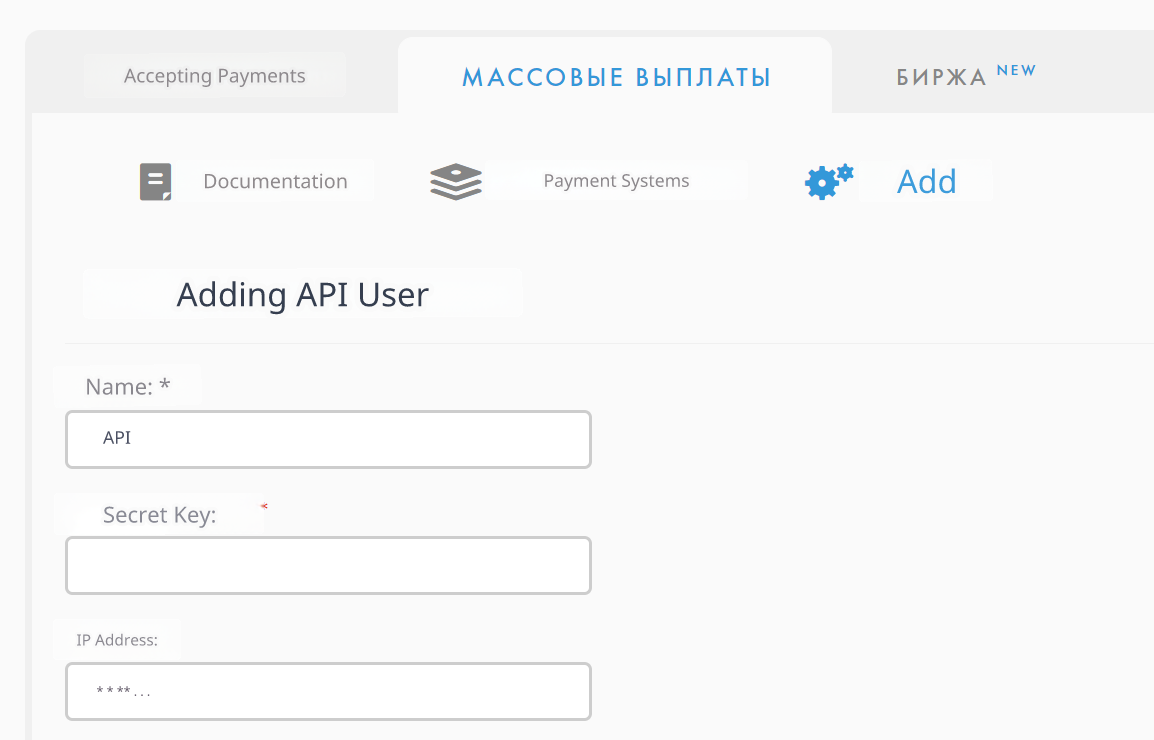 Accepting Payments
МАССОВЫЕ ВЫПЛАТЫ
БИРЖА NEW
Documentation
Payment Systems
Add
Adding API User
Name: *
API
Secret Key: *
IP Address:
* * ** . . .